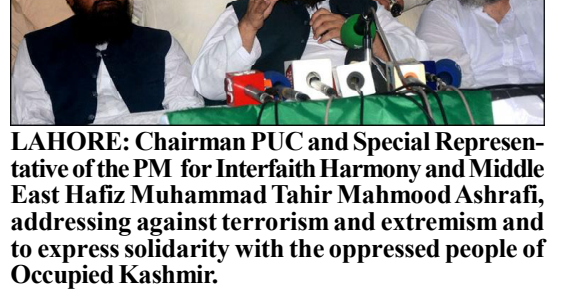 LAHORE: Chairman PUC and Special Represen-
tative of the PM for Interfaith Harmony and Middle
East Hafiz Muhammad Tahir Mahmood Ashrafi,
addressing against terrorism and extremism and
to express solidarity with the oppressed people of
Occupied Kashmir.